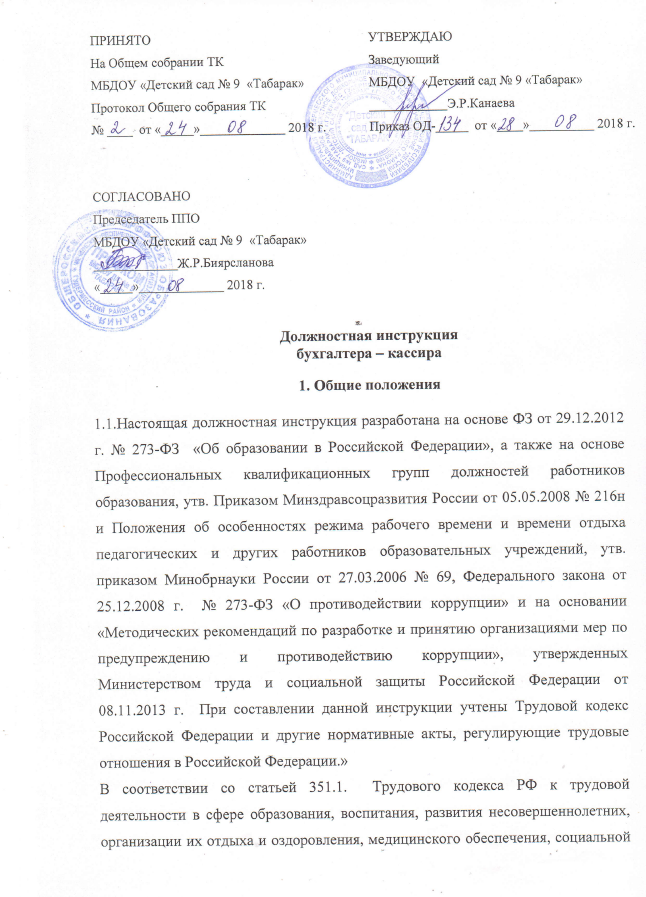 ПРИНЯТО
На Общем собрании ТК
МБДОУ «Детский сад № 9 «Табарак»
Протокол Общего собрания ТК
№ 2 от «24» 08 2018 г.
УТВЕРЖДАЮ
Заведующий
МБДОУ «Детский сад № 9 «Табарак»
Э.Р.Канаева
Приказ ОД-134 от «28» 08 2018 г.
СОГЛАСОВАНО
Председатель ППО
МБДОУ «Детский сад № 9 «Табарак»
Ж.Р.Биярсланова
«24» 08 2018 г.
Должностная инструкция
бухгалтера – кассира
1. Общие положения
1.1.Настоящая должностная инструкция разработана на основе ФЗ от 29.12.2012
г. № 273-ФЗ «Об образовании в Российской Федерации», а также на основе
Профессиональных квалификационных групп должностей работников
образования, утв. Приказом Минздравсоцразвития России от 05.05.2008 № 216н
и Положения об особенностях режима рабочего времени и времени отдыха
педагогических и других работников образовательных учреждений, утв.
приказом Минобрнауки России от 27.03.2006 № 69, Федерального закона от
25.12.2008 г. № 273-ФЗ «О противодействии коррупции» и на основании
«Методических рекомендаций по разработке и принятию организациями мер по
предупреждению и противодействию коррупции», утвержденных
Министерством труда и социальной защиты Российской Федерации от
08.11.2013 г. При составлении данной инструкции учтены Трудовой кодекс
Российской Федерации и другие нормативные акты, регулирующие трудовые
отношения в Российской Федерации.»
В соответствии со статьей 351.1. Трудового кодекса РФ к трудовой
деятельности в сфере образования, воспитания, развития несовершеннолетних,
организации их отдыха и оздоровления, медицинского обеспечения, социальной